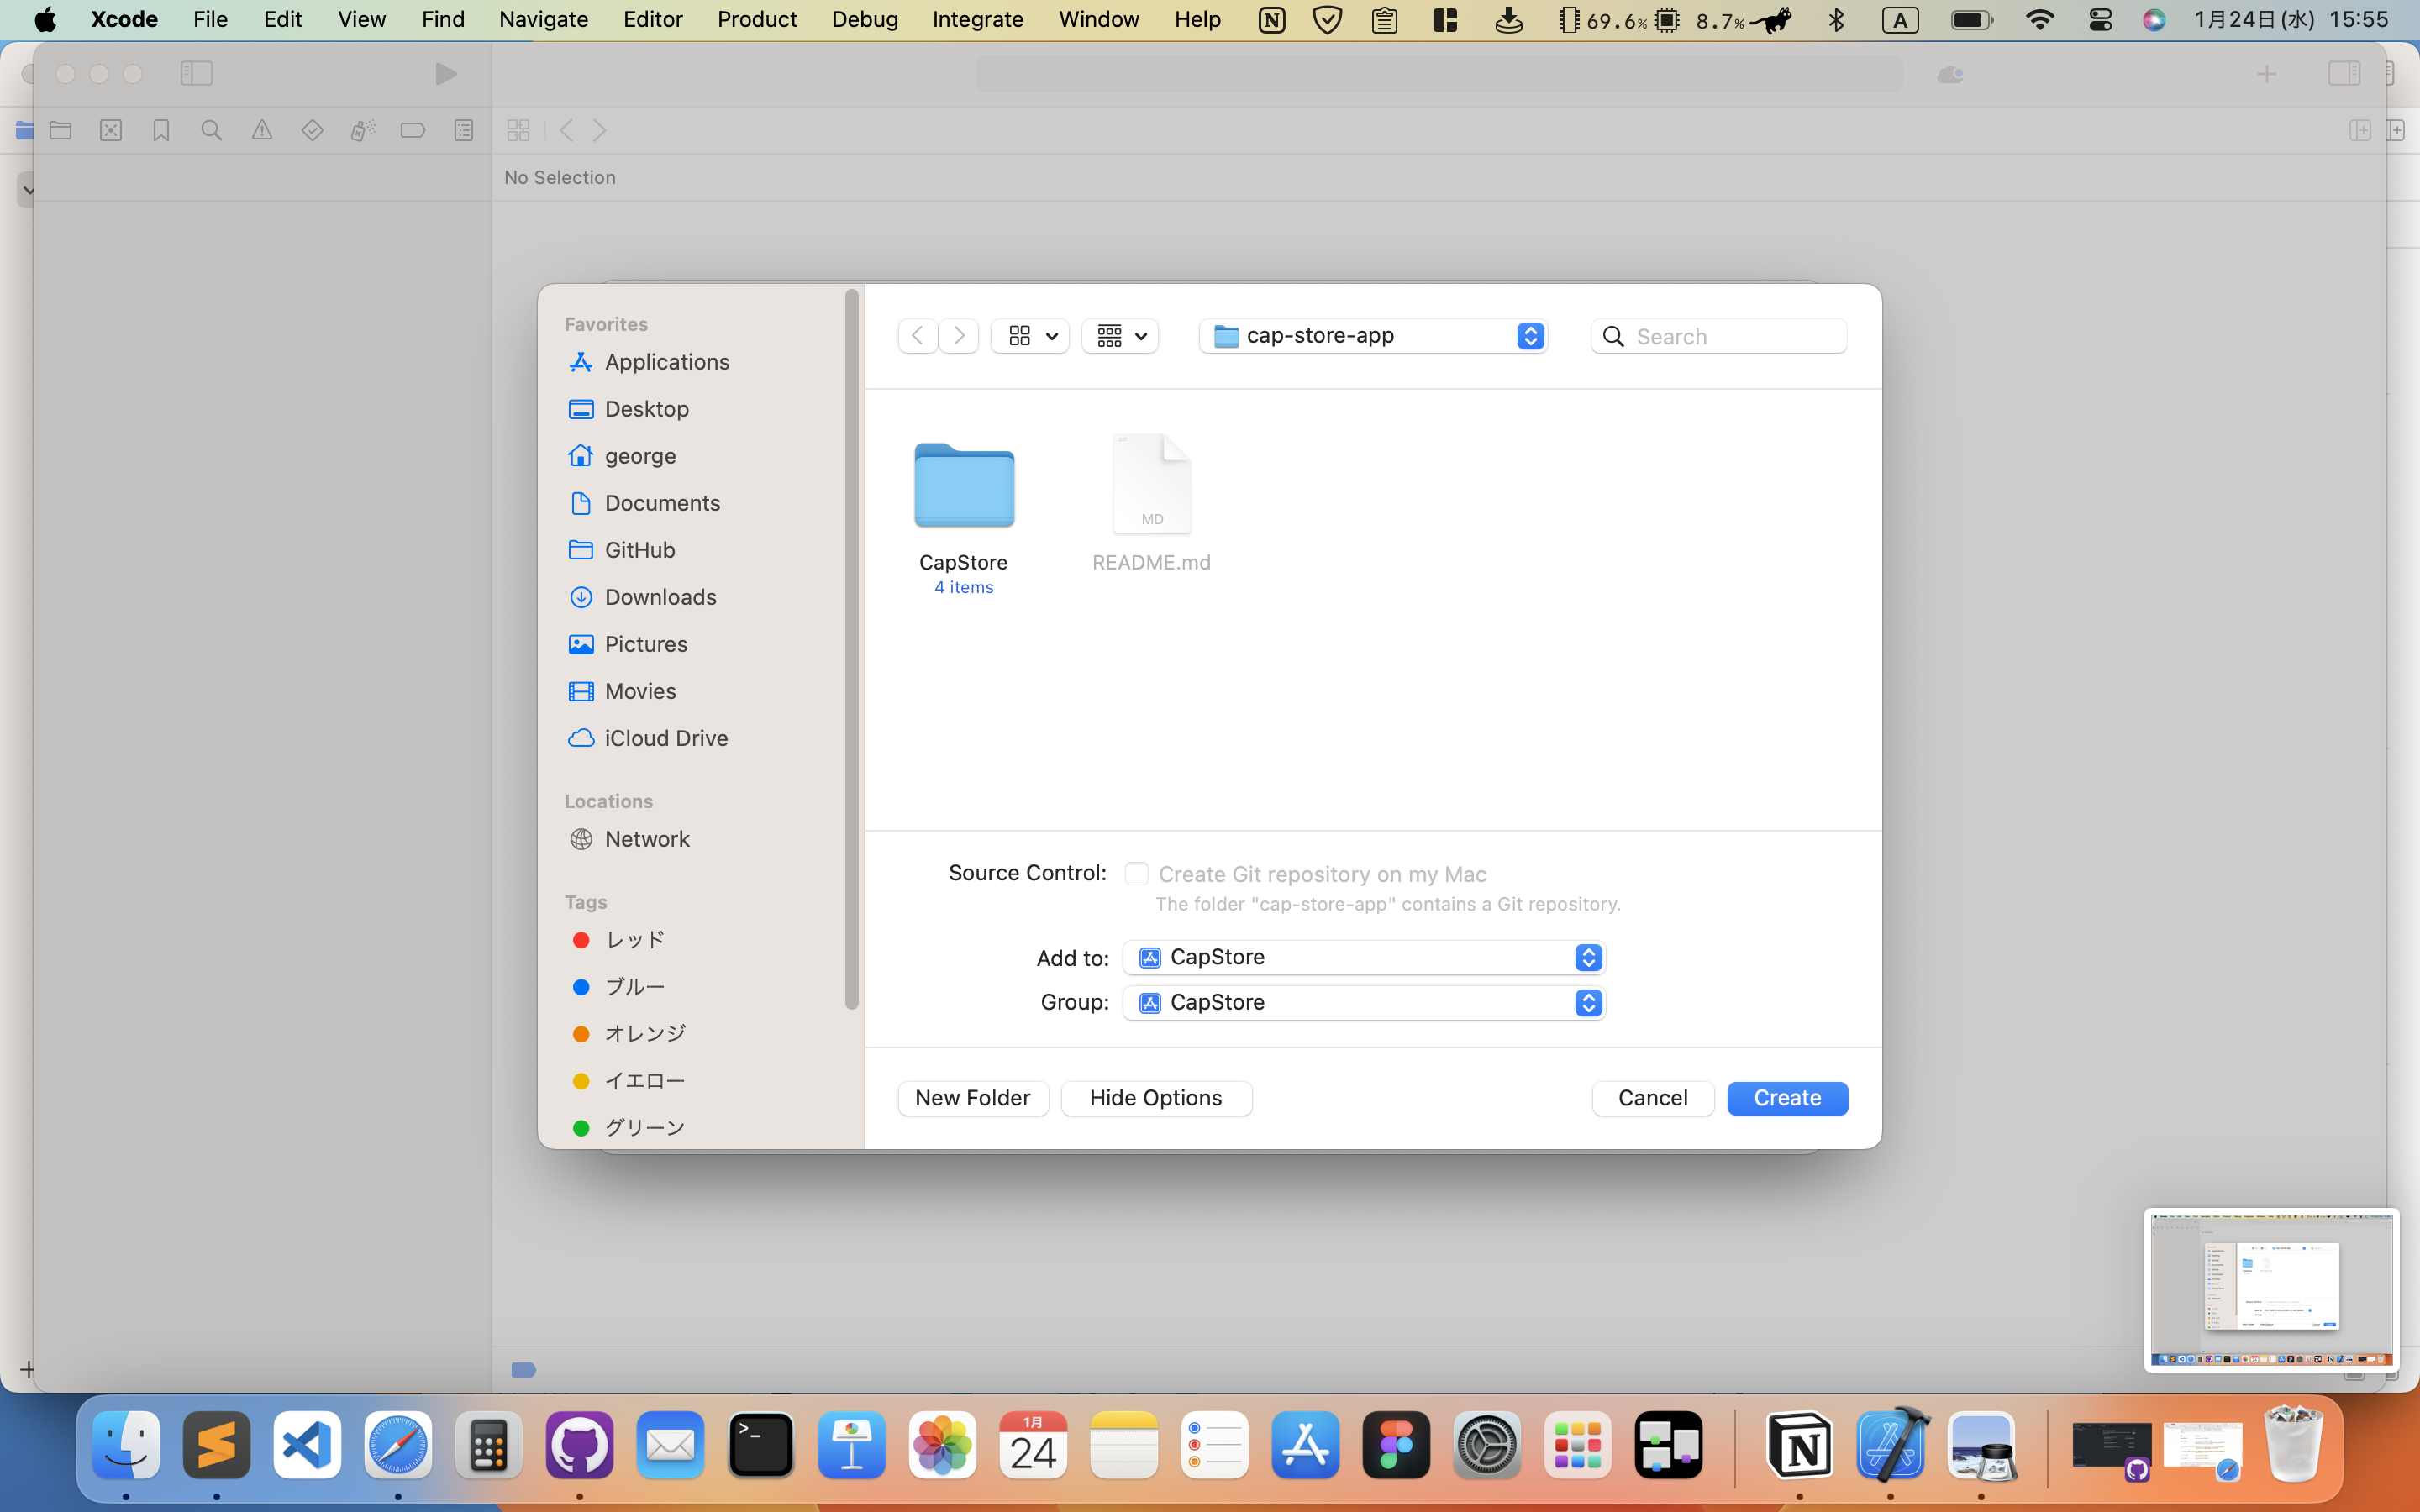 Xcode File Edit View Find Navigate Editor Product Debug Integrate Window Help 69.6% 8.7% A 1月24日(水) 15:55
No Selection
Favorites
Applications
Desktop
george
Documents
GitHub
Downloads
Pictures
Movies
iCloud Drive
Locations
Network
Tags
レッド
ブルー
オレンジ
イエロー
グリーン
cap-store-app
Search
MD
CapStore
4 items
README.md
Source Control: Create Git repository on my Mac
The folder "cap-store-app" contains a Git repository.
Add to: CapStore
Group: CapStore
New Folder Hide Options Cancel Create
1月
24